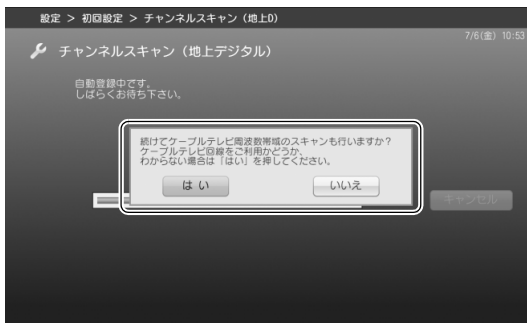 設定 > 初回設定 > チャンネルスキャン（地上D）
7/6(金) 10:53
チャンネルスキャン（地上デジタル）
自動登録中です。
しばらくお待ち下さい。
続けてケーブルテレビ周波数帯域のスキャンも行いますか？
ケーブルテレビ回線をご利用かどうか、
わからない場合は「はい」を押してください。
はい
いいえ
キャンセル